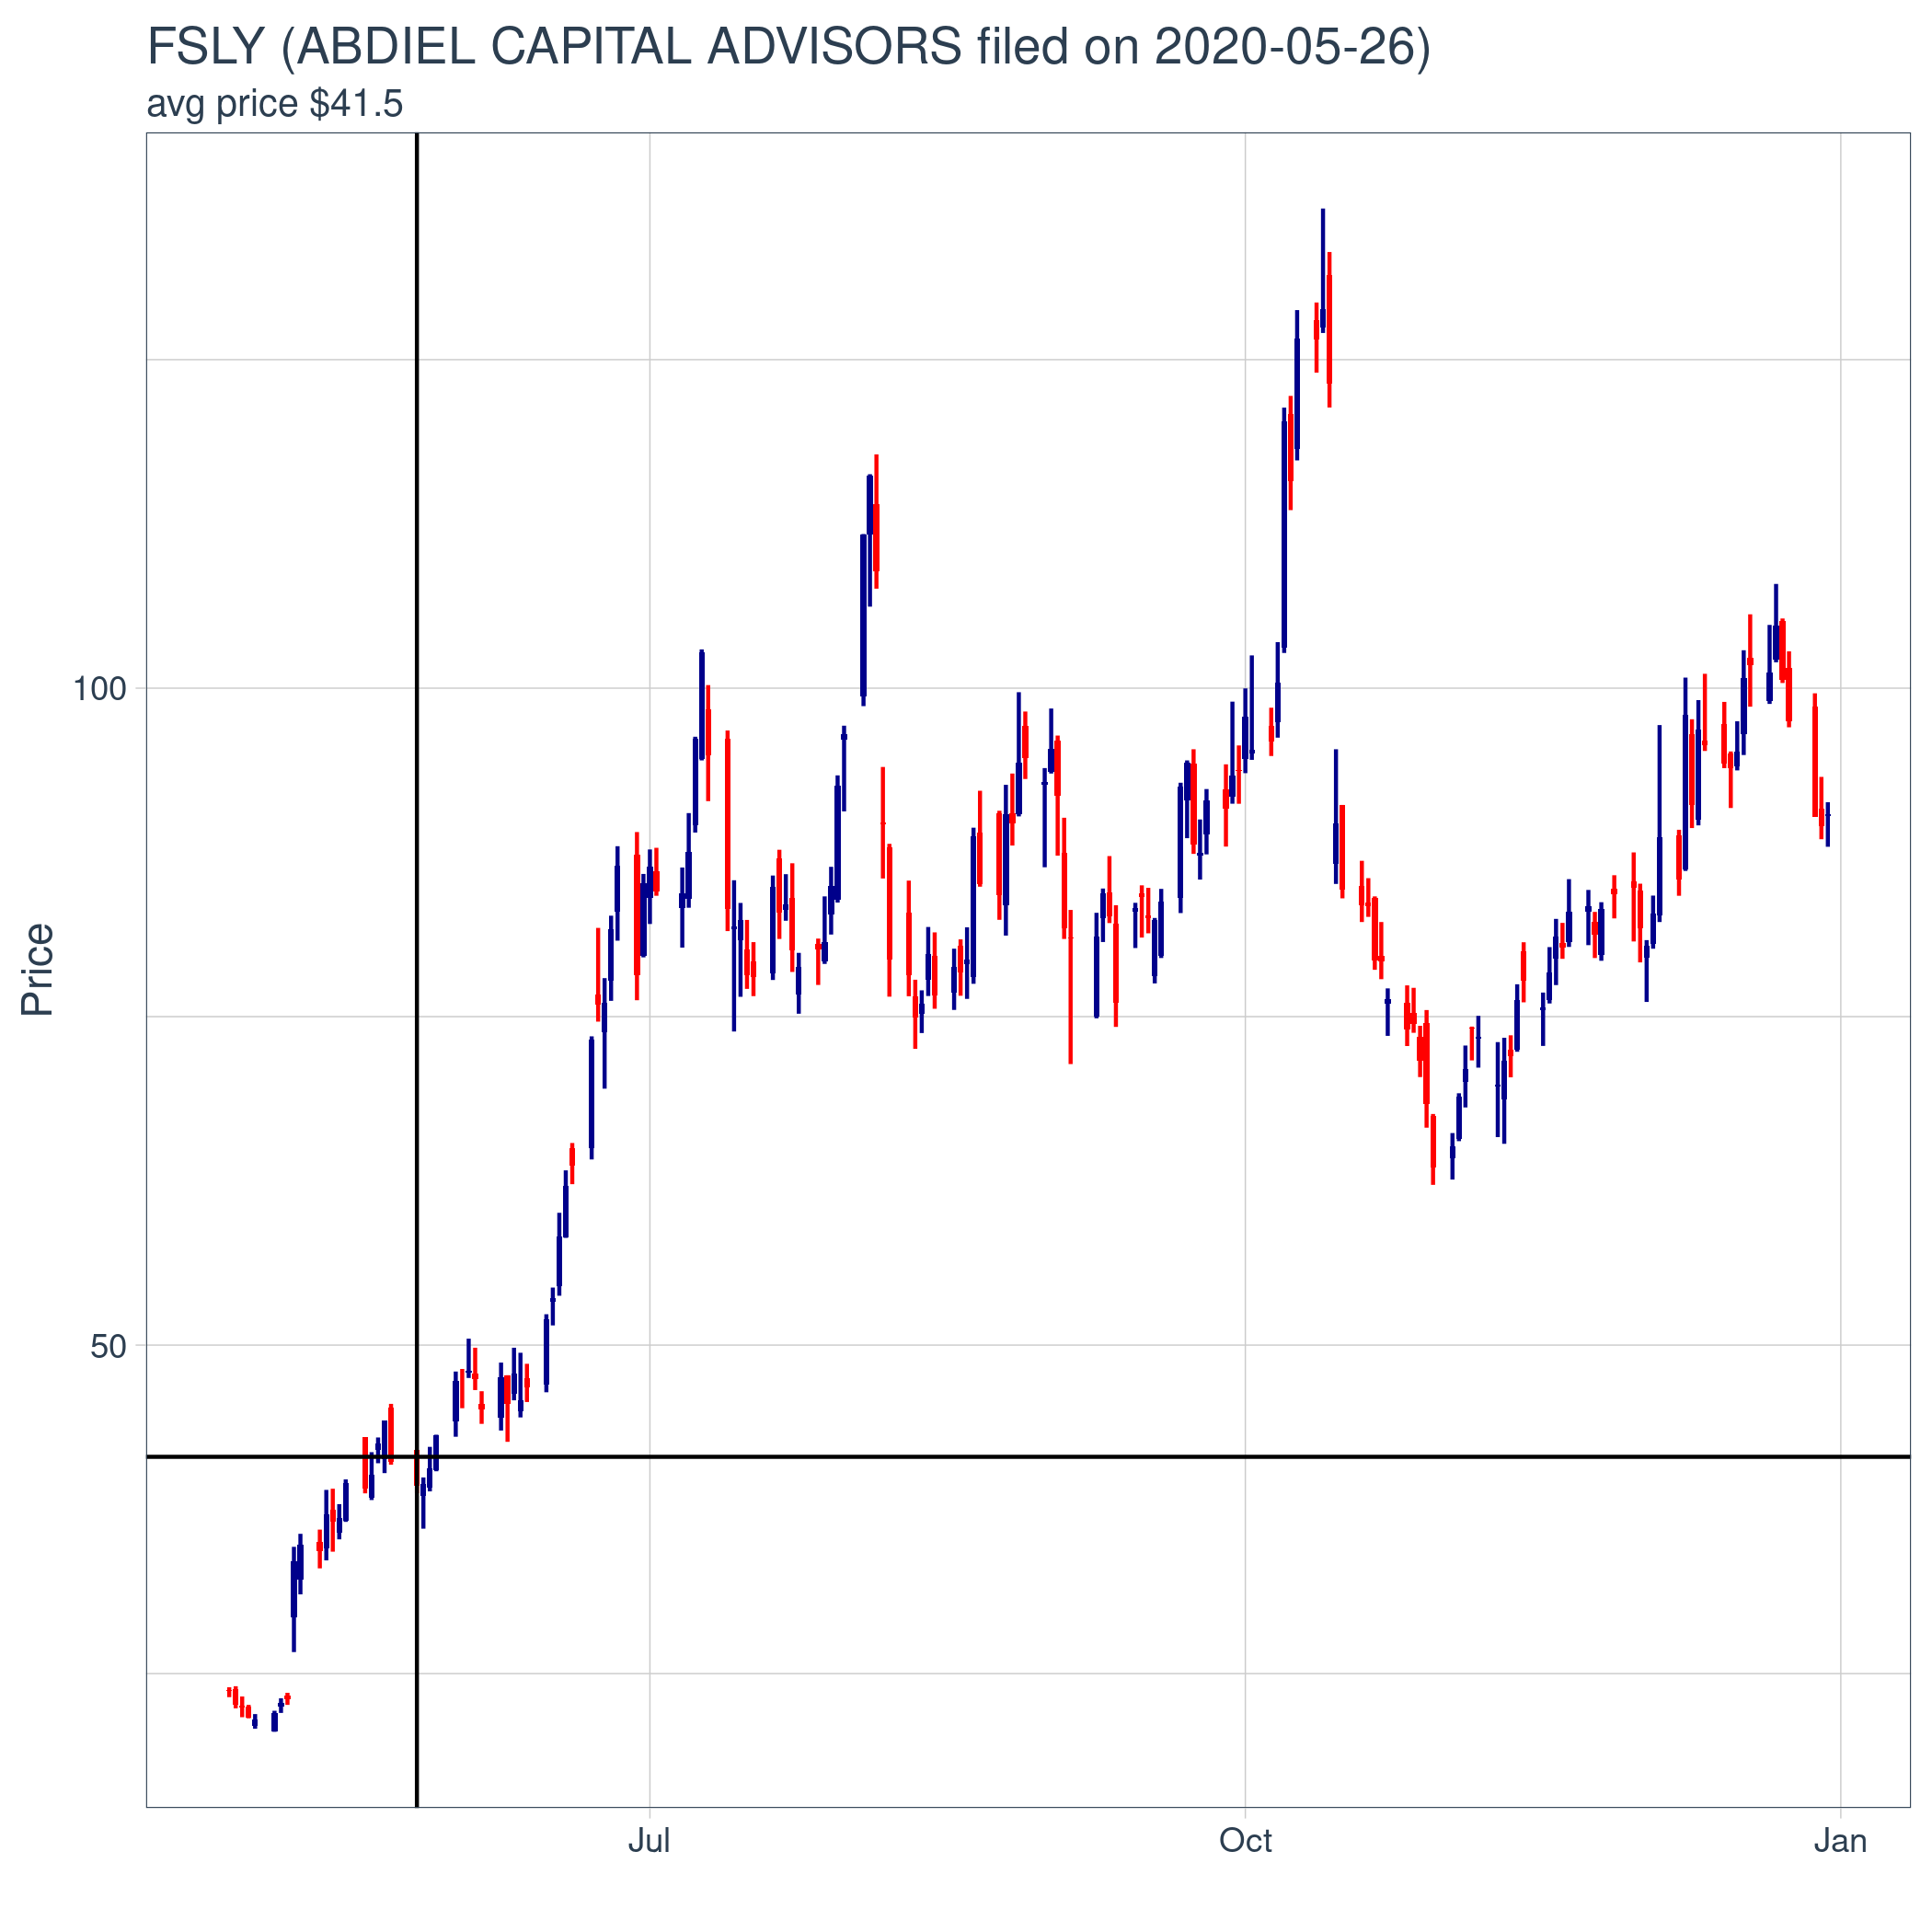 FSLY (ABDIEL CAPITAL ADVISORS filed on 2020-05-26)
avg price $41.5
100
50
Price
Jul Oct Jan